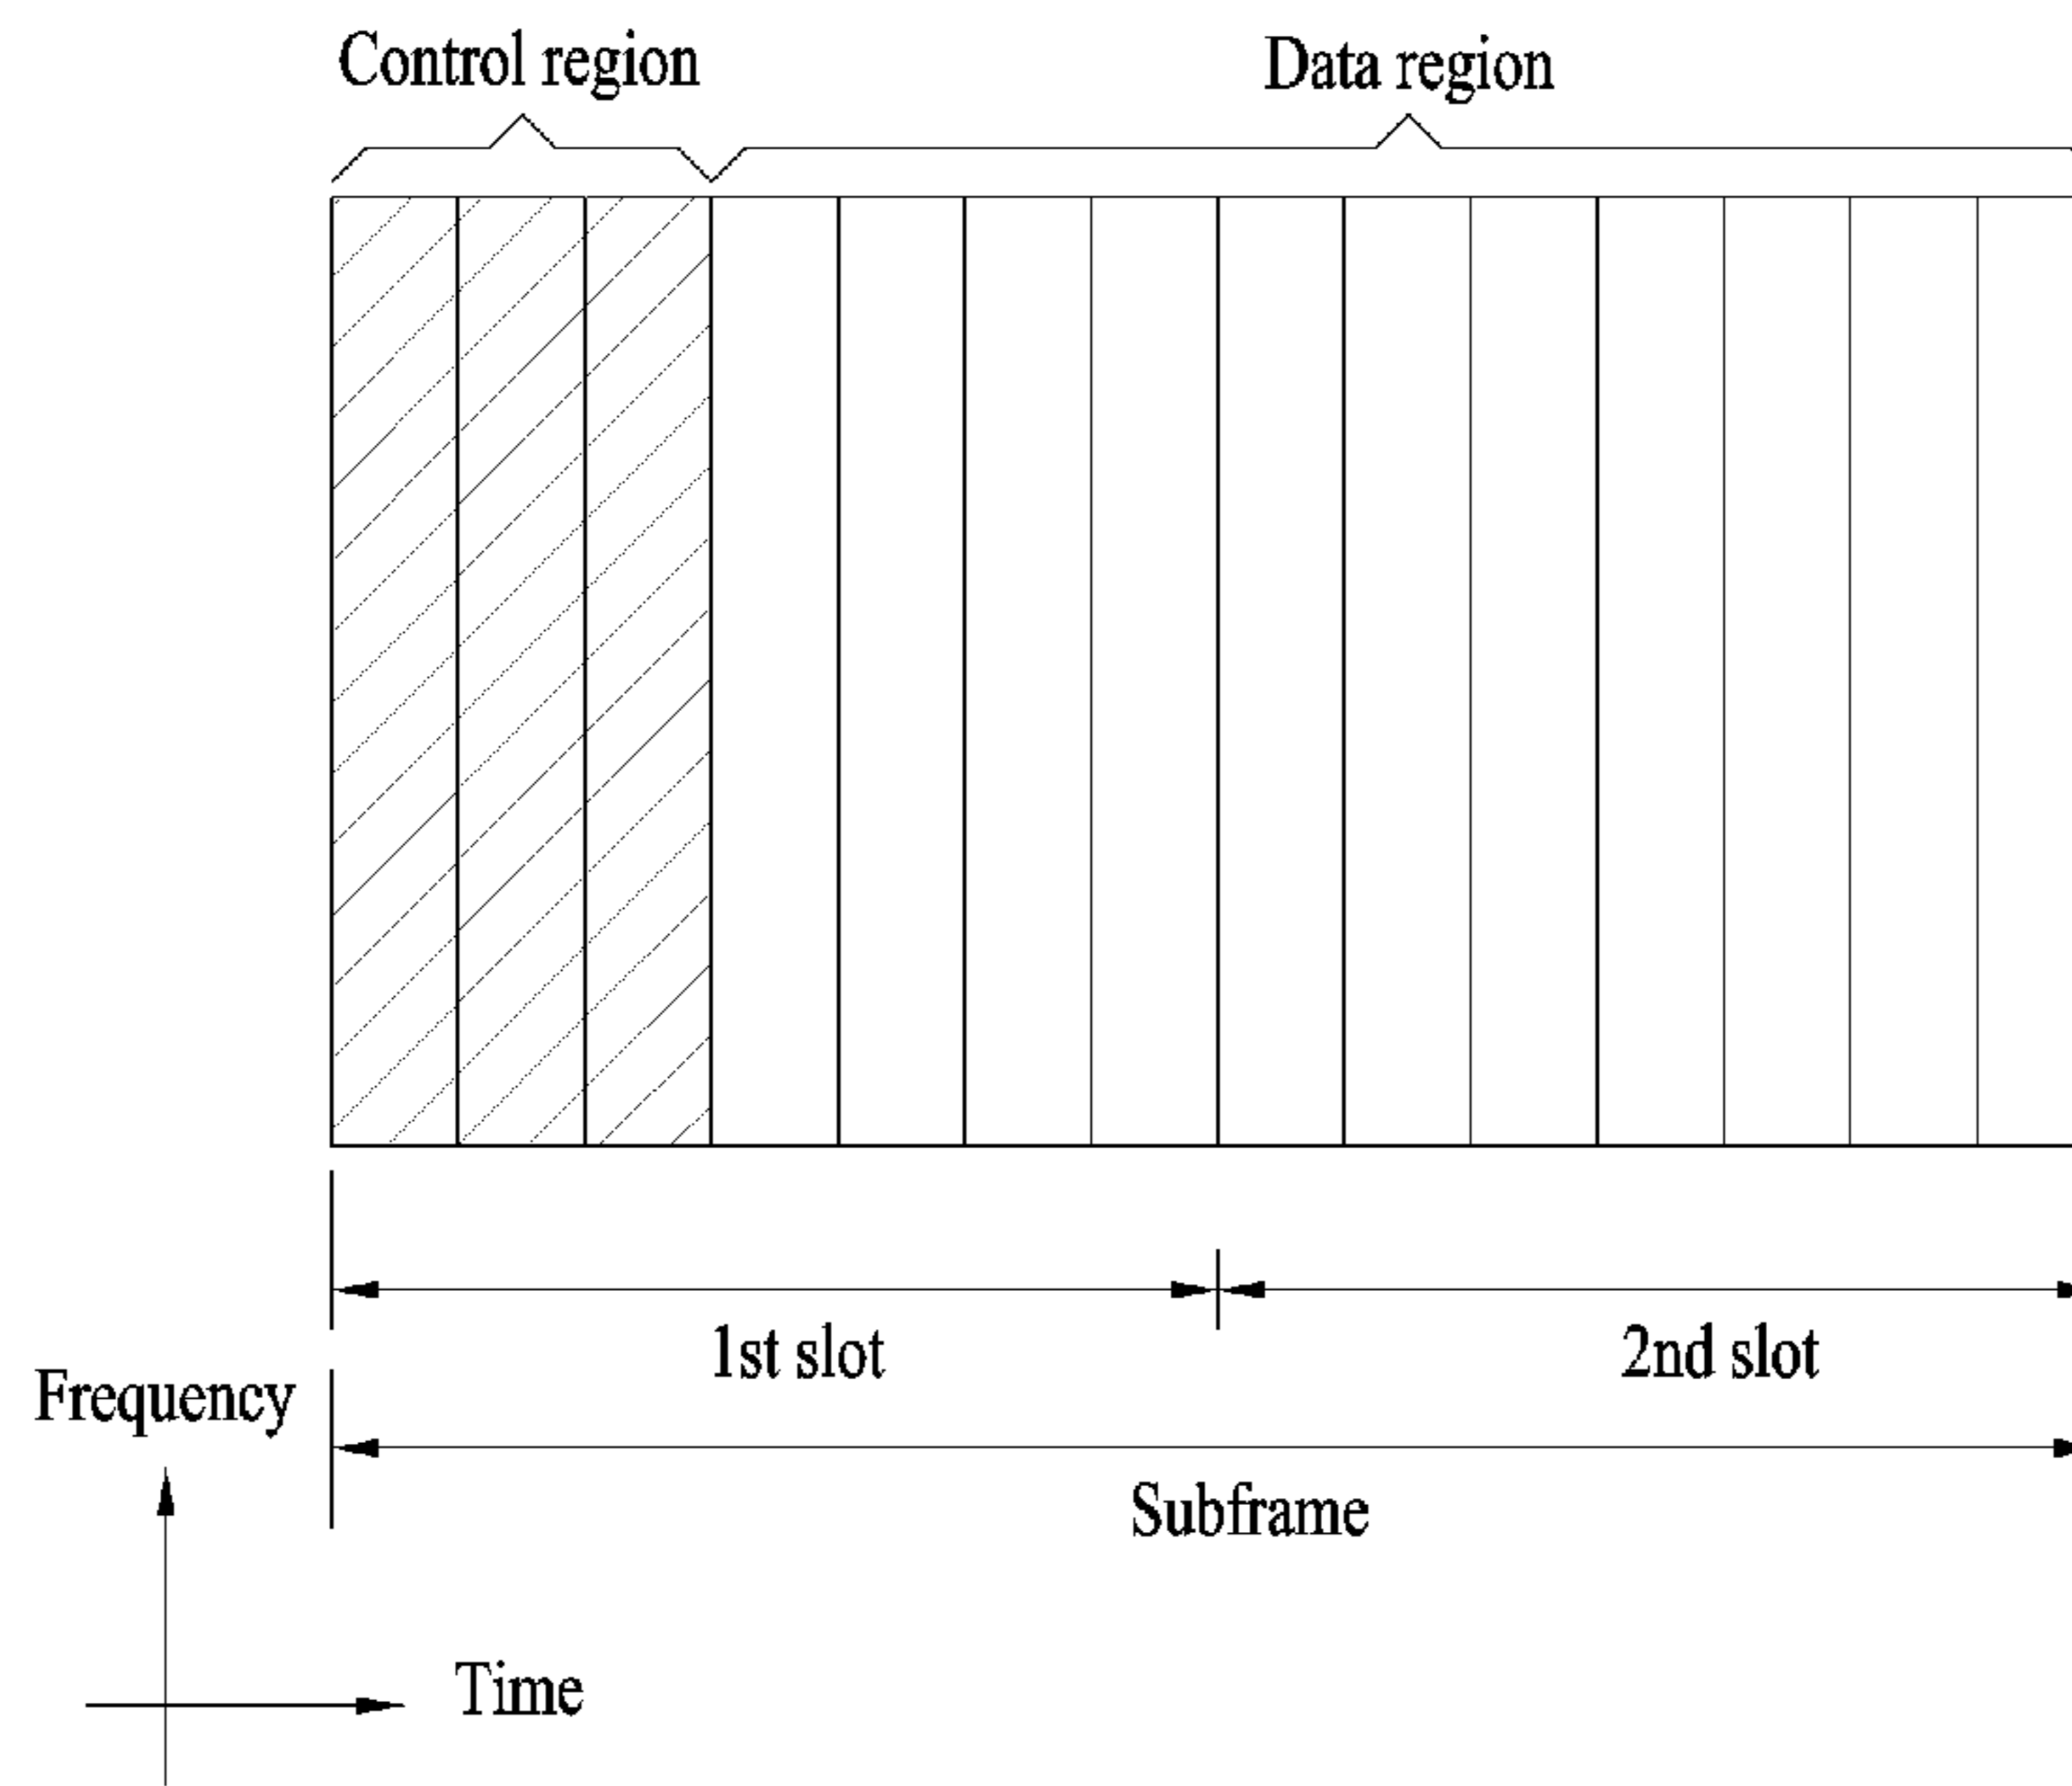 Control region
Data region
1st slot
2nd slot
Frequency
Subframe
Time